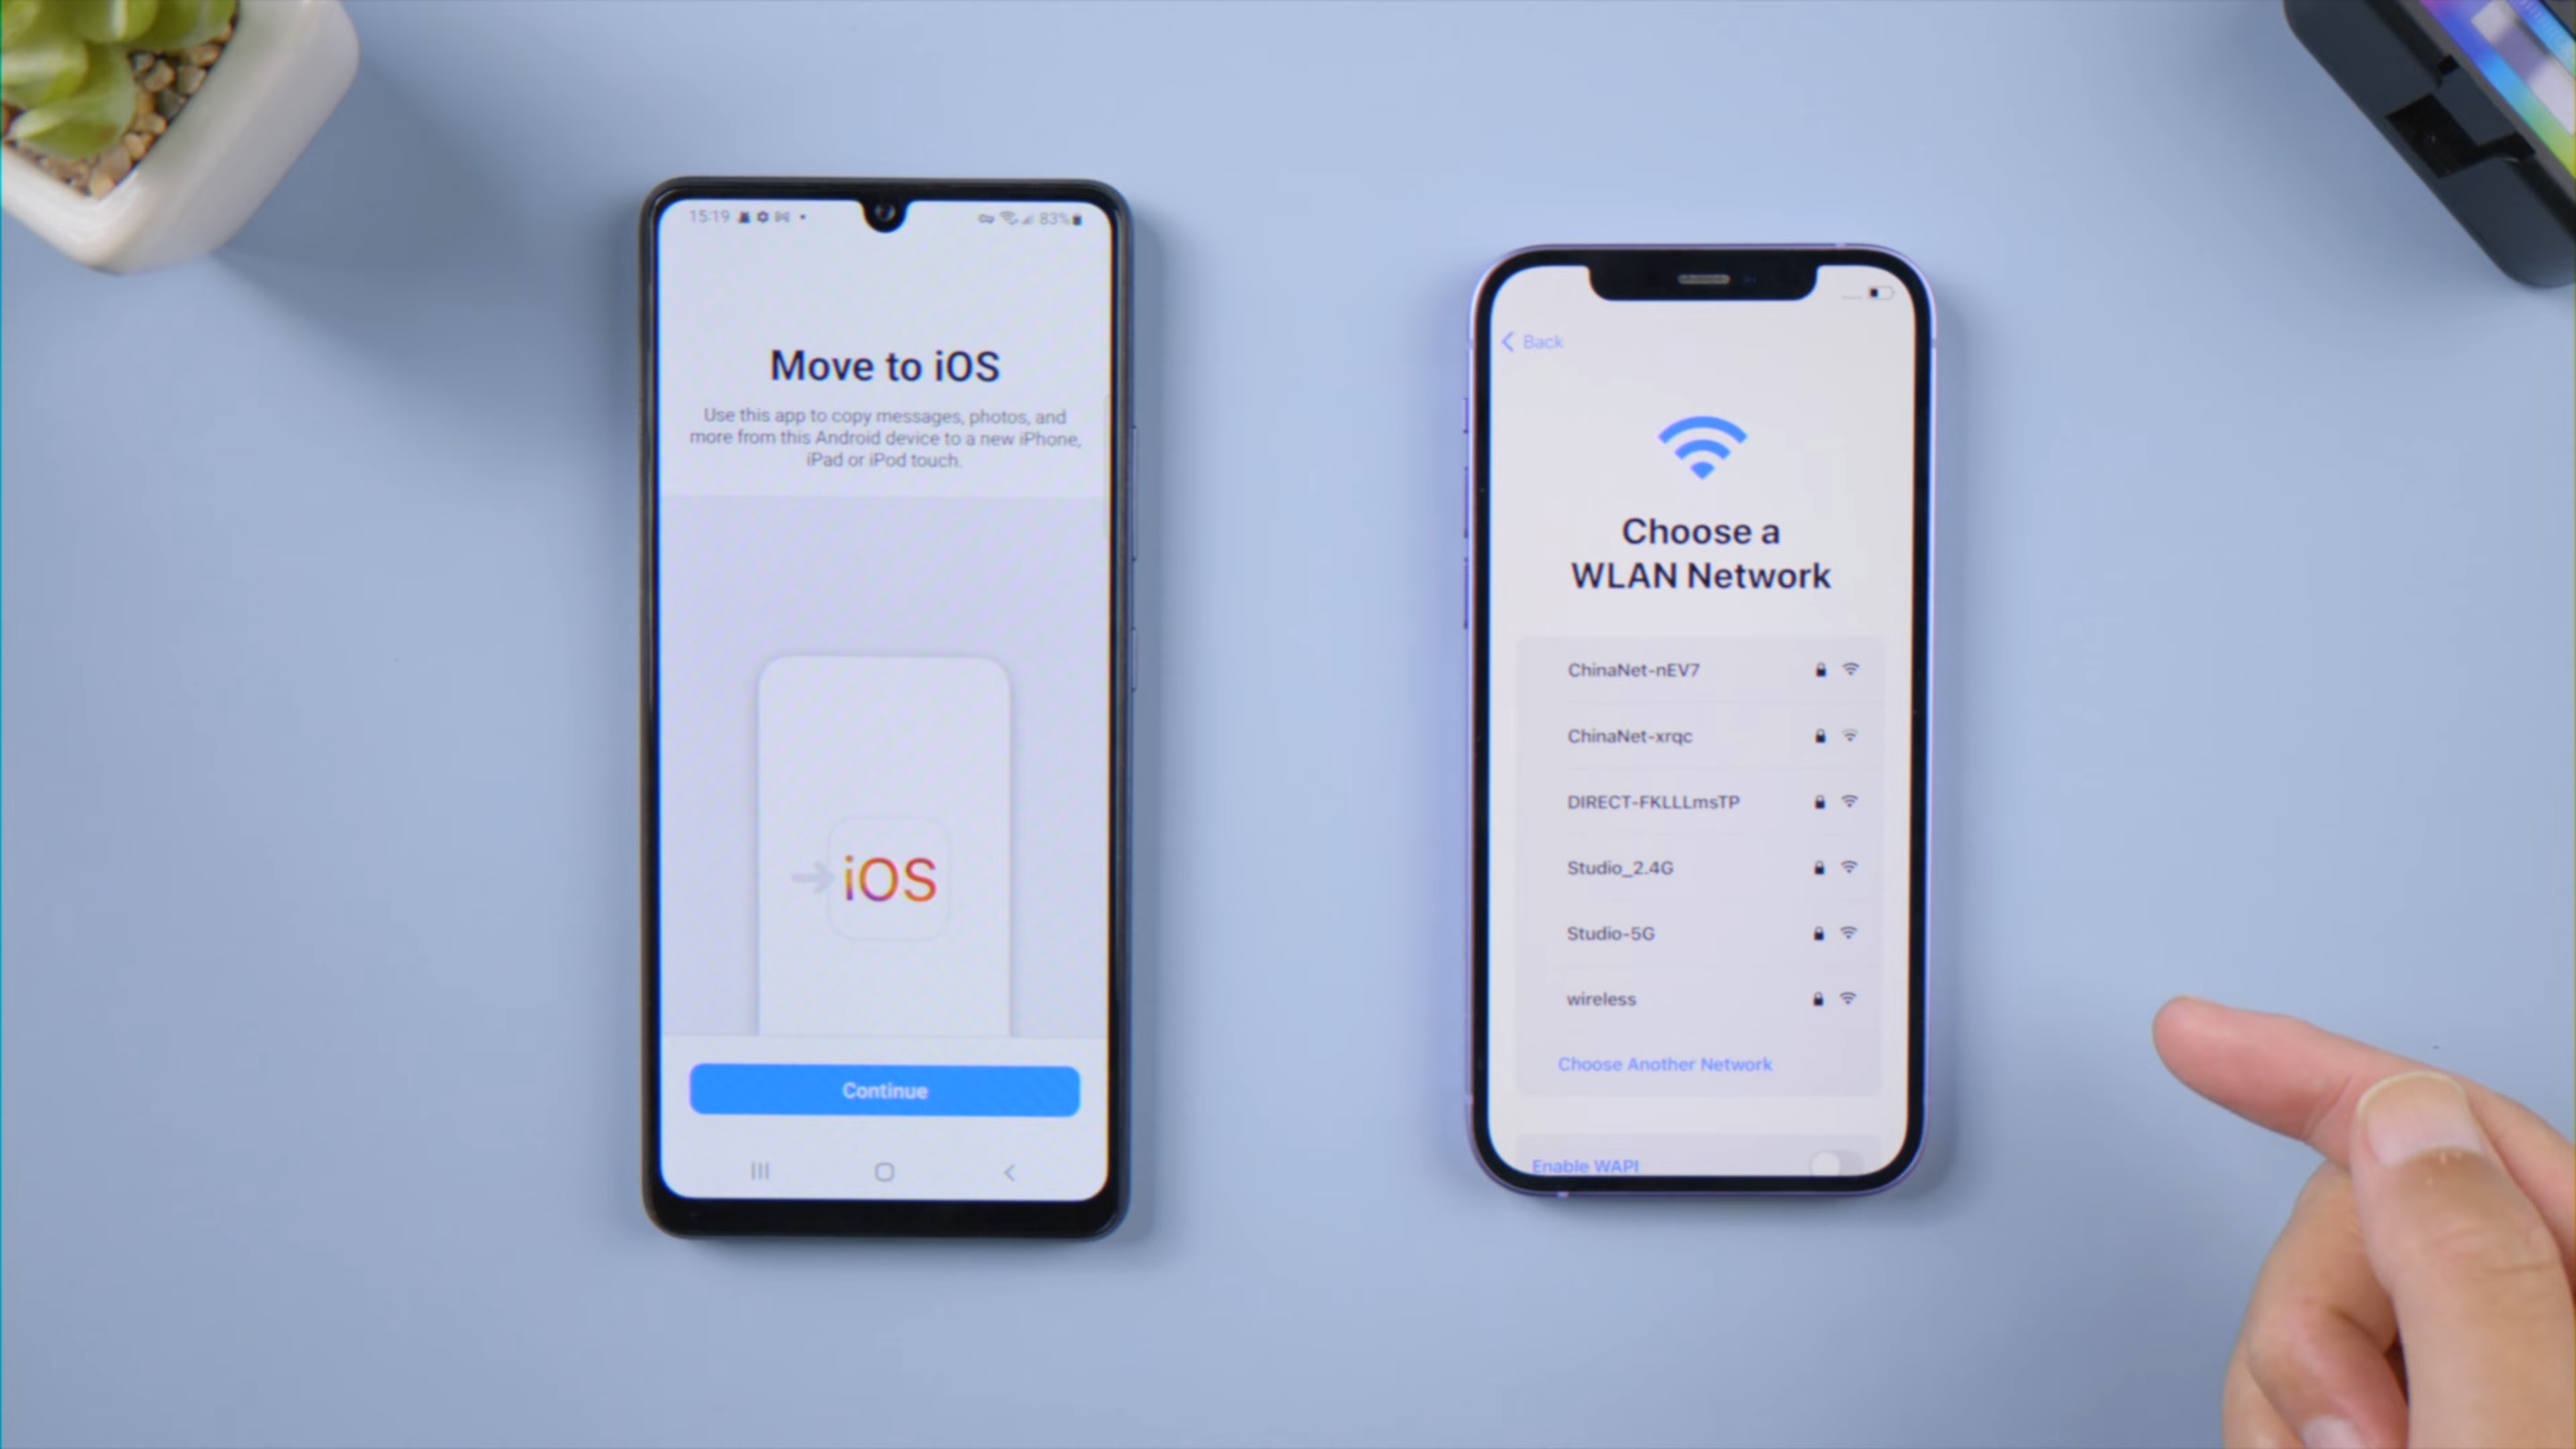 15:19
83%
Move to iOS
Use this app to copy messages, photos, and
more from this Android device to a new iPhone,
iPad or iPod touch.
iOS
Continue
Back
Choose a
WLAN Network
ChinaNet-nEV7
ChinaNet-xrqc
DIRECT-FKLLLmsTP
Studio_2.4G
Studio-5G
wireless
Choose Another Network
Enable WAPI